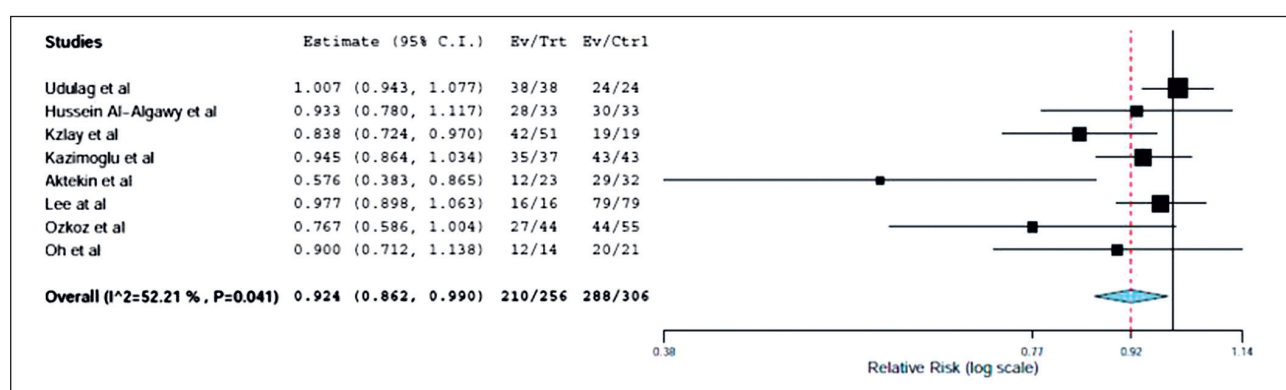 Studies Estimate (95% C.I.) Ev/Trt Ev/Ctrl
Udulag et al 1.007 (0.943, 1.077) 38/38 24/24
Hussein Al-Algawy et al 0.933 (0.780, 1.117) 28/33 30/33
Kzlay et al 0.838 (0.724, 0.970) 42/51 19/19
Kazimoglu et al 0.945 (0.864, 1.034) 35/37 43/43
Aktekin et al 0.576 (0.383, 0.865) 12/23 29/32
Lee at al 0.977 (0.898, 1.063) 16/16 79/79
Ozkoz et al 0.767 (0.586, 1.004) 27/44 44/55
Oh et al 0.900 (0.712, 1.138) 12/14 20/21
Overall (I^2=52.21 % , P=0.041) 0.924 (0.862, 0.990) 210/256 288/306
0.38 0.77 0.92 1.14
Relative Risk (log scale)